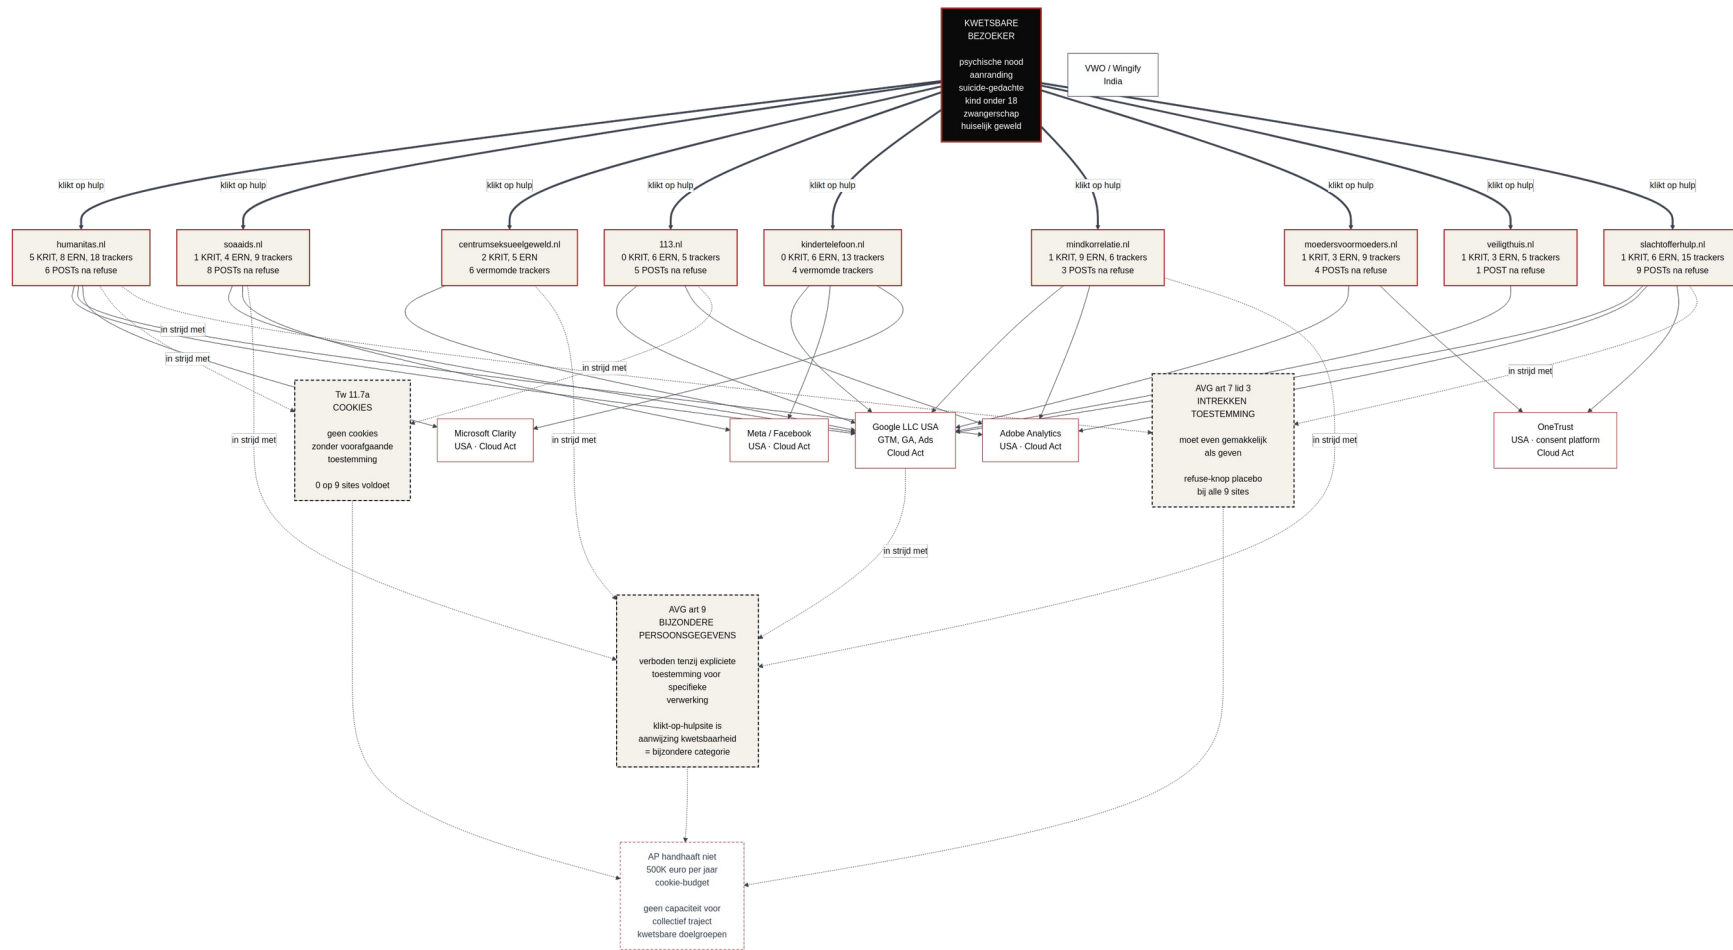 KWETSBARE
BEZOEKER
psychische nood
aanranding
suicide-gedachte
kind onder 18
zwangerschap
huiselijk geweld
VWO / Wingify
India
klikt op hulp
klikt op hulp
klikt op hulp
klikt op hulp
klikt op hulp
klikt op hulp
klikt op hulp
klikt op hulp
klikt op hulp
humanitas.nl
5 KRIT, 8 ERN, 18 trackers
6 POSTs na refuse
soaaids.nl
1 KRIT, 4 ERN, 9 trackers
8 POSTs na refuse
centrumseksueelgeweld.nl
2 KRIT, 5 ERN
6 vermomde trackers
113.nl
0 KRIT, 6 ERN, 5 trackers
5 POSTs na refuse
kindertelefoon.nl
0 KRIT, 6 ERN, 13 trackers
4 vermomde trackers
mindkorrelatie.nl
1 KRIT, 9 ERN, 6 trackers
3 POSTs na refuse
moedersvoormoeders.nl
1 KRIT, 3 ERN, 9 trackers
4 POSTs na refuse
veiligthuis.nl
1 KRIT, 3 ERN, 5 trackers
1 POST na refuse
slachtofferhulp.nl
1 KRIT, 6 ERN, 15 trackers
9 POSTs na refuse
in strijd met
in strijd met
in strijd met
in strijd met
in strijd met
in strijd met
in strijd met
in strijd met
Tw 11.7a
COOKIES
geen cookies
zonder voorafgaande
toestemming
0 op 9 sites voldoet
Microsoft Clarity
USA · Cloud Act
Meta / Facebook
USA · Cloud Act
Google LLC USA
GTM, GA, Ads
Cloud Act
Adobe Analytics
USA · Cloud Act
AVG art 7 lid 3
INTREKKEN
TOESTEMMING
moet even gemakkelijk
als geven
refuse-knop placebo
bij alle 9 sites
OneTrust
USA · consent platform
Cloud Act
AVG art 9
BIJZONDERE
PERSOONSGEGEVENS
verboden tenzij expliciete
toestemming voor
specifieke
verwerking
klikt-op-hulpsite is
aanwijzing kwetsbaarheid
= bijzondere categorie
AP handhaaft niet
500K euro per jaar
cookie-budget
geen capaciteit voor
collectief traject
kwetsbare doelgroepen